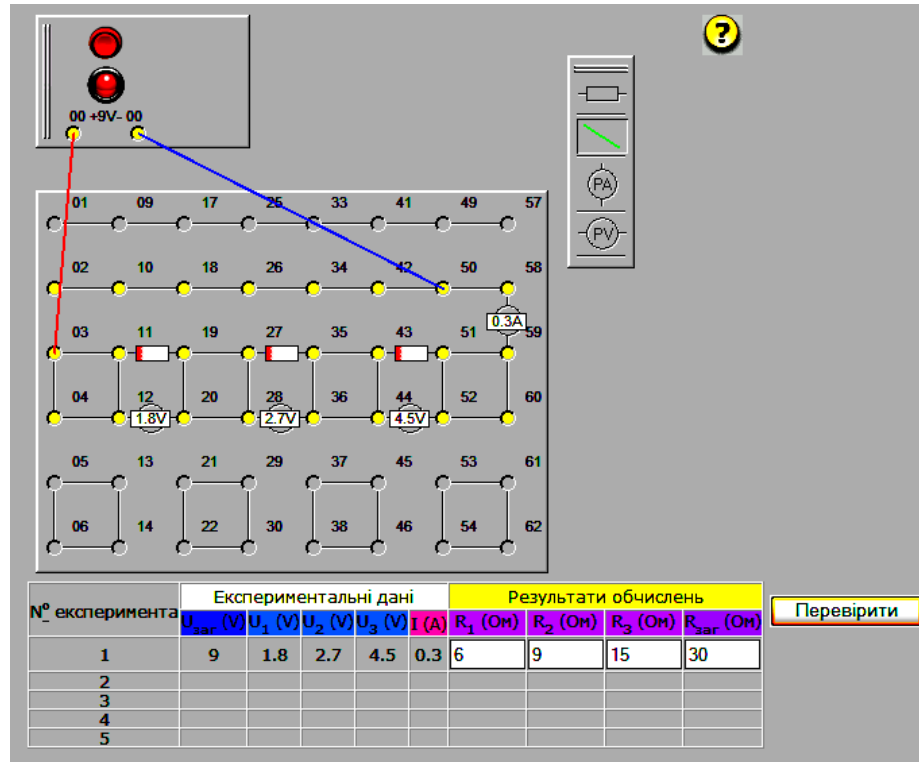 ?
00 +9V- 00
PA
PV
01 09 17 25 33 41 49 57
02 10 18 26 34 42 50 58
0.3A
03 11 19 27 35 43 51 59
04 12 20 28 36 44 52 60
1.8V 2.7V 4.5V
05 13 21 29 37 45 53 61
06 14 22 30 38 46 54 62
№ експеримента Експериментальні дані Результати обчислень
Uзаг (V) U1 (V) U2 (V) U3 (V) I (A) R1 (Ом) R2 (Ом) R3 (Ом) Rзаг (Ом)
Перевірити
1 9 1.8 2.7 4.5 0.3 6 9 15 30
2
3
4
5